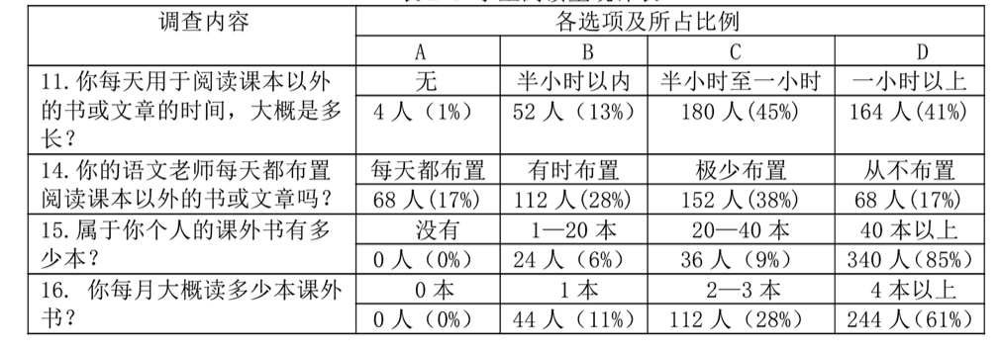 调查内容 各选项及所占比例
A B C D
11.你每天用于阅读课本以外的书或文章的时间，大概是多长？
无 半小时以内 半小时至一小时 一小时以上
4 人（1%） 52 人（13%） 180 人(45%) 164 人(41%)
14.你的语文老师每天都布置阅读课本以外的书或文章吗？
每天都布置 有时布置 极少布置 从不布置
68 人(17%) 112 人(28%) 152 人(38%) 68 人(17%)
15.属于你个人的课外书有多少本？
没有 1—20 本 20—40 本 40 本以上
0 人（0%） 24 人（6%） 36 人（9%） 340 人(85%)
16. 你每月大概读多少本课外书？
0 本 1 本 2—3 本 4 本以上
0 人（0%） 44 人（11%） 112 人（28%） 244 人(61%)